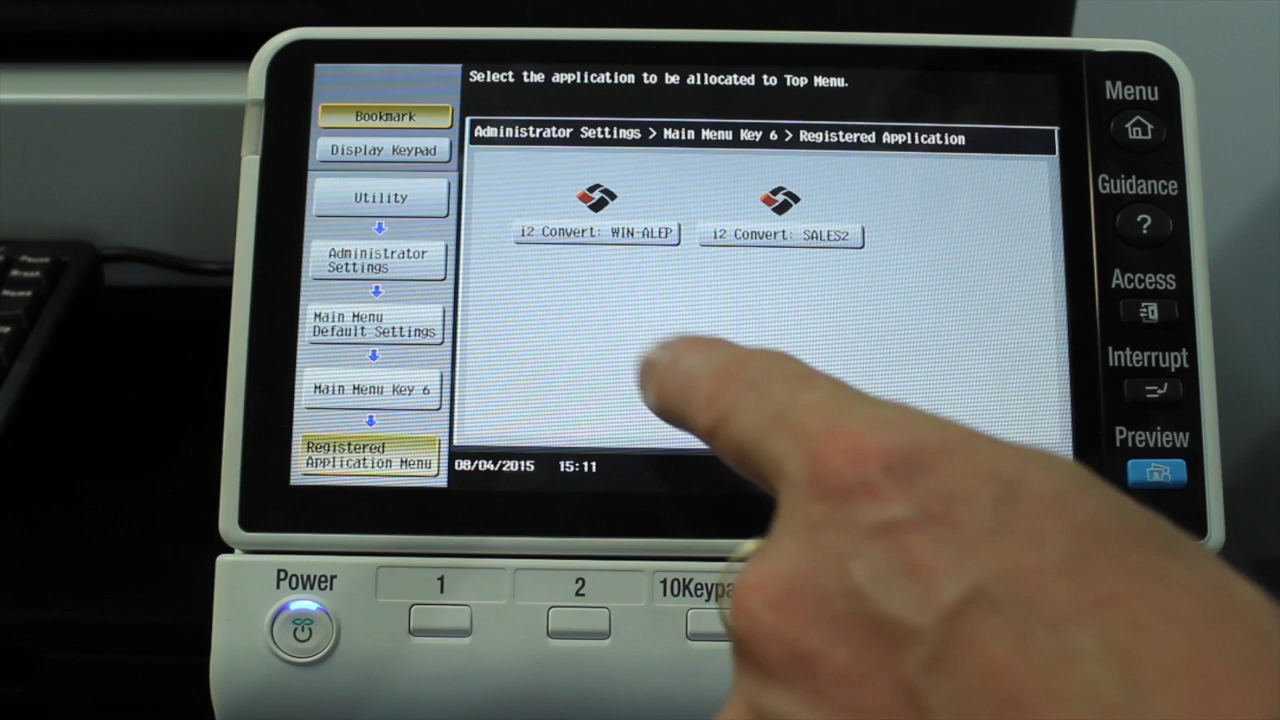 Select the application to be allocated to Top Menu.
Bookmark
Display Keypad
Utility
Administrator
Settings
Main Menu
Default Settings
Main Menu Key 6
Registered
Application Menu
Administrator Settings > Main Menu Key 6 > Registered Application
i2 Convert: WIN-ALEP
i2 Convert: SALES2
08/04/2015 15:11
Menu
Guidance
?
Access
Interrupt
Preview
Power
1
2